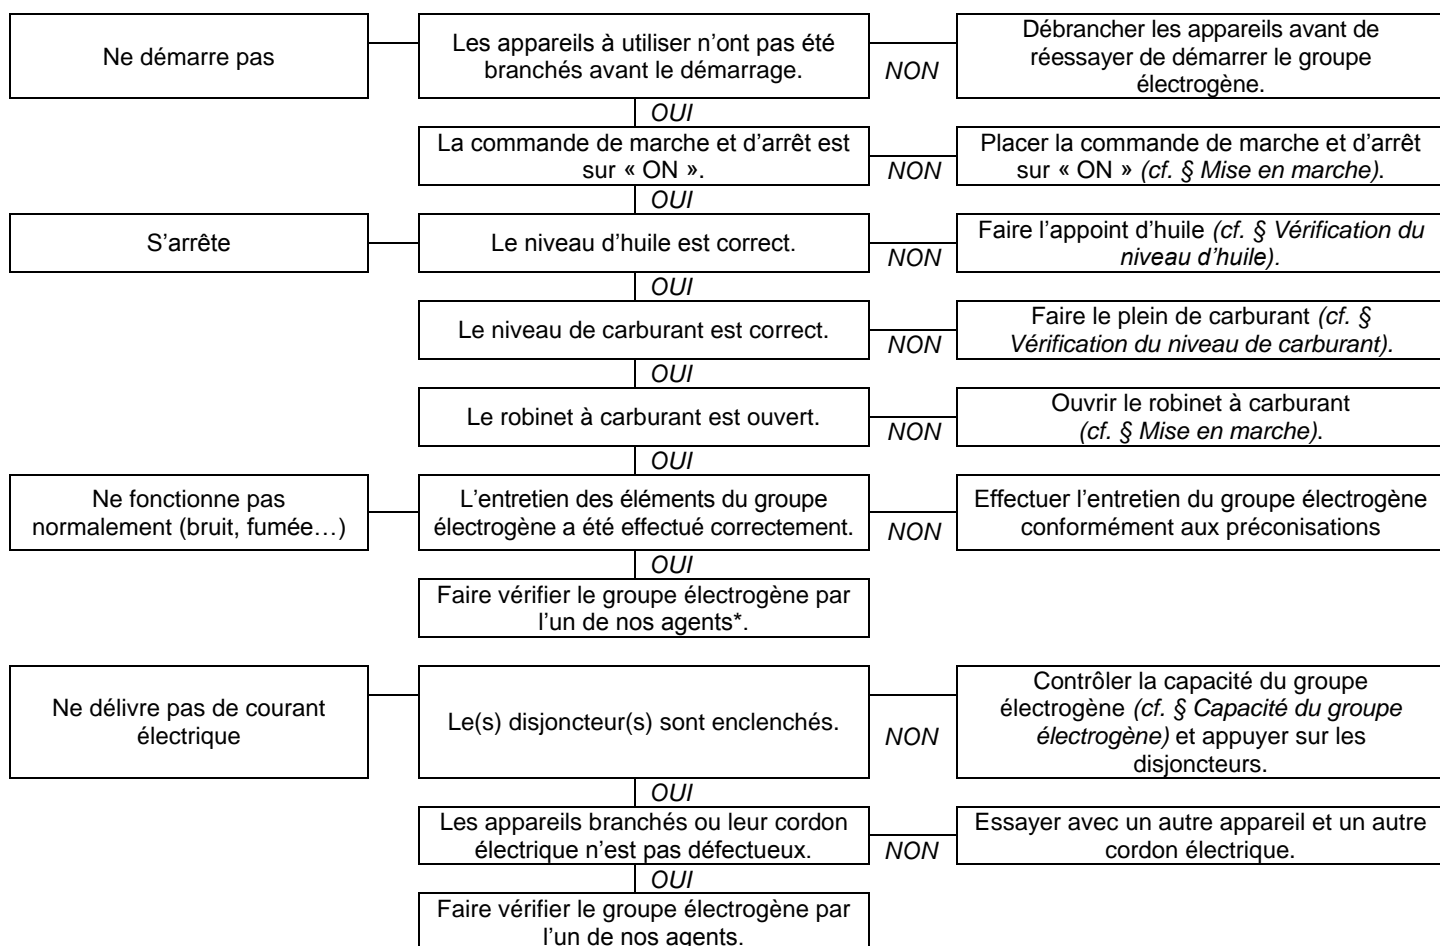 Ne démarre pas
Les appareils à utiliser n’ont pas été
branchés avant le démarrage.
NON
Débrancher les appareils avant de
réessayer de démarrer le groupe
électrogène.
OUI
La commande de marche et d’arrêt est
sur « ON ».
NON
Placer la commande de marche et d’arrêt
sur « ON » (cf. § Mise en marche).
OUI
S’arrête
Le niveau d’huile est correct.
NON
Faire l’appoint d’huile (cf. § Vérification du
niveau d’huile).
OUI
Le niveau de carburant est correct.
NON
Faire le plein de carburant (cf. §
Vérification du niveau de carburant).
OUI
Le robinet à carburant est ouvert.
NON
Ouvrir le robinet à carburant
(cf. § Mise en marche).
OUI
Ne fonctionne pas
normalement (bruit, fumée…)
L’entretien des éléments du groupe
électrogène a été effectué correctement.
NON
Effectuer l’entretien du groupe électrogène
conformément aux préconisations
OUI
Faire vérifier le groupe électrogène par
l’un de nos agents*.
Ne délivre pas de courant
électrique
Le(s) disjoncteur(s) sont enclenchés.
NON
Contrôler la capacité du groupe
électrogène (cf. § Capacité du groupe
électrogène) et appuyer sur les
disjoncteurs.
OUI
Les appareils branchés ou leur cordon
électrique n’est pas défectueux.
NON
Essayer avec un autre appareil et un autre
cordon électrique.
OUI
Faire vérifier le groupe électrogène par
l’un de nos agents.